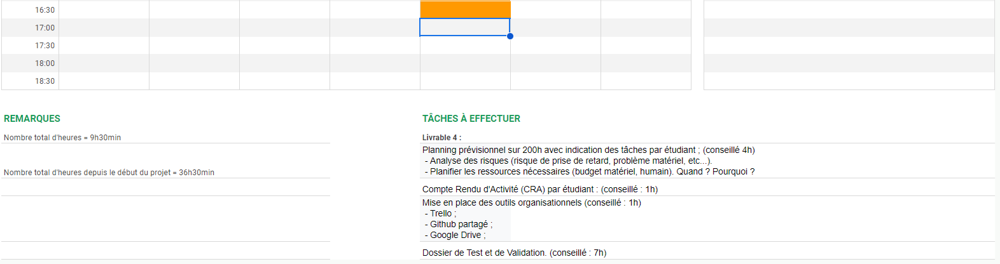 16:30
17:00
17:30
18:00
18:30
REMARQUES
Nombre total d'heures = 9h30min
Nombre total d'heures depuis le début du projet = 36h30min
TÂCHES À EFFECTUER
Livrable 4 :
Planning prévisionnel sur 200h avec indication des tâches par étudiant ; (conseillé 4h)
- Analyse des risques (risque de prise de retard, problème matériel, etc...).
- Planifier les ressources nécessaires (budget matériel, humain). Quand ? Pourquoi ?
Compte Rendu d'Activité (CRA) par étudiant : (conseillé : 1h)
Mise en place des outils organisationnels (conseillé : 1h)
- Trello ;
- Github partagé ;
- Google Drive ;
Dossier de Test et de Validation. (conseillé : 7h)